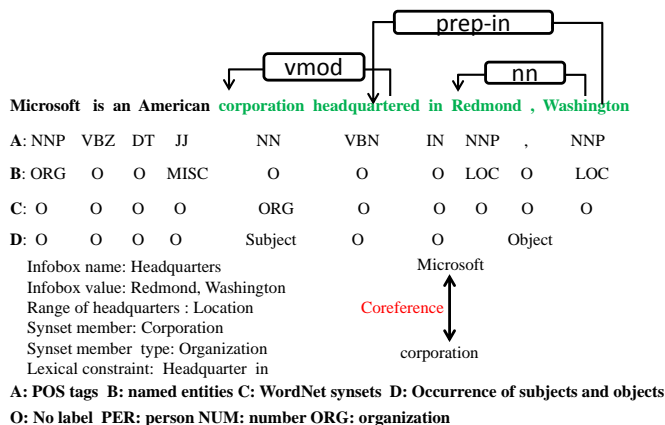 prep-in
vmod
nn
Microsoft is an American corporation headquartered in Redmond , Washington
A: NNP VBZ DT JJ NN VBN IN NNP , NNP
B: ORG O O MISC O O O LOC O LOC
C: O O O O ORG O O O O O
D: O O O O Subject O O Object
Infobox name: Headquarters
Infobox value: Redmond, Washington
Range of headquarters : Location
Synset member: Corporation
Synset member type: Organization
Lexical constraint: Headquarter in
Microsoft
Coreference
corporation
A: POS tags B: named entities C: WordNet synsets D: Occurrence of subjects and objects
O: No label PER: person NUM: number ORG: organization